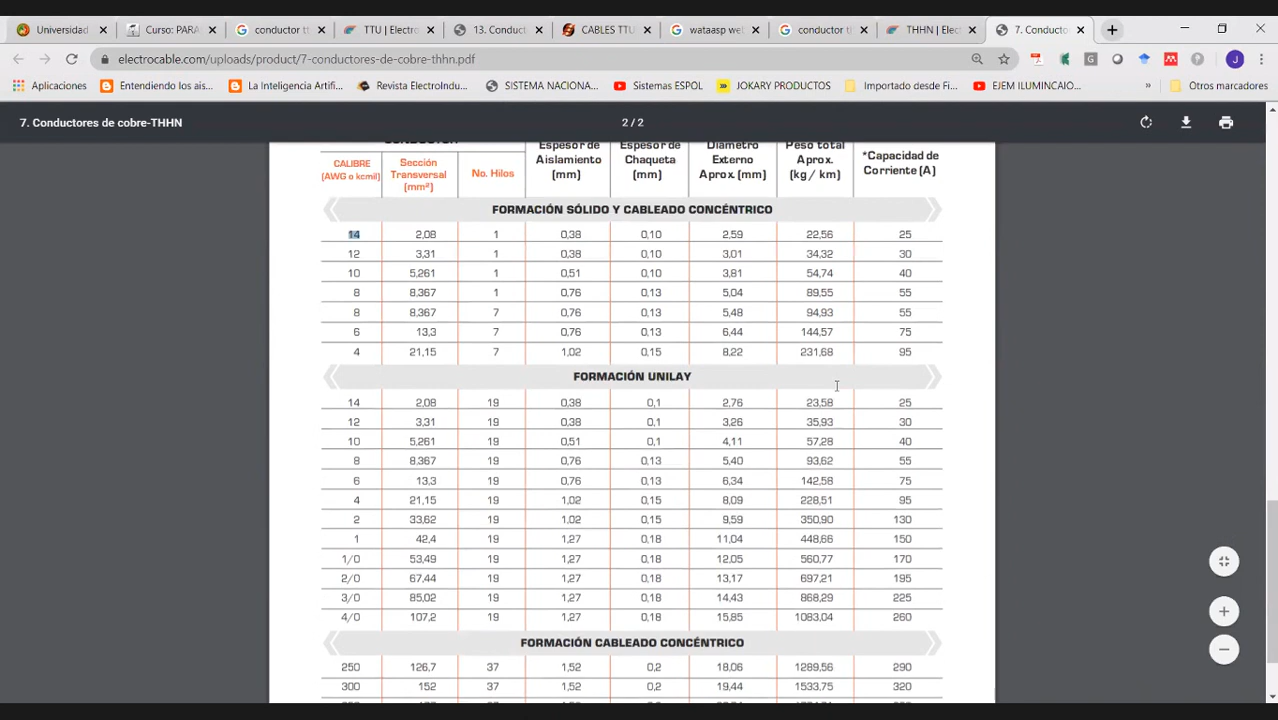 Universidad
Curso: PARA
conductor tt
TTU | Electro
13. Conduct
CABLES TTU
wataasp wel
conductor t
THHN | Elect
7. Conducto
electrocable.com/uploads/product/7-conductores-de-cobre-thhn.pdf
Aplicaciones
Entendiendo los ais...
La Inteligencia Artifi...
Revista ElectroIndu...
SISTEMA NACIONA...
Sistemas ESPOL
JOKARY PRODUCTOS
Importado desde Fi...
EJEM ILUMINCAIO...
»
Otros marcadores
7. Conductores de cobre-THHN
2 / 2
CONDUCTOR
CALIBRE (AWG o kcmil)
Sección Transversal (mm²)
No. Hilos
Espesor de Aislamiento (mm)
Espesor de Chaqueta (mm)
Diámetro Externo Aprox. (mm)
Peso total Aprox. (kg / km)
*Capacidad de Corriente (A)
FORMACIÓN SÓLIDO Y CABLEADO CONCÉNTRICO
14 2,08 1 0,38 0,10 2,59 22,56 25
12 3,31 1 0,38 0,10 3,01 34,32 30
10 5,261 1 0,51 0,10 3,81 54,74 40
8 8,367 1 0,76 0,13 5,04 89,55 55
8 8,367 7 0,76 0,13 5,48 94,93 55
6 13,3 7 0,76 0,13 6,44 144,57 75
4 21,15 7 1,02 0,15 8,22 231,68 95
FORMACIÓN UNILAY
14 2,08 19 0,38 0,1 2,76 23,58 25
12 3,31 19 0,38 0,1 3,26 35,93 30
10 5,261 19 0,51 0,1 4,11 57,28 40
8 8,367 19 0,76 0,13 5,40 93,62 55
6 13,3 19 0,76 0,13 6,34 142,58 75
4 21,15 19 1,02 0,15 8,09 228,51 95
2 33,62 19 1,02 0,15 9,59 350,90 130
1 42,4 19 1,27 0,18 11,04 448,66 150
1/0 53,49 19 1,27 0,18 12,05 560,77 170
2/0 67,44 19 1,27 0,18 13,17 697,21 195
3/0 85,02 19 1,27 0,18 14,43 868,29 225
4/0 107,2 19 1,27 0,18 15,85 1083,04 260
FORMACIÓN CABLEADO CONCÉNTRICO
250 126,7 37 1,52 0,2 18,06 1289,56 290
300 152 37 1,52 0,2 19,44 1533,75 320